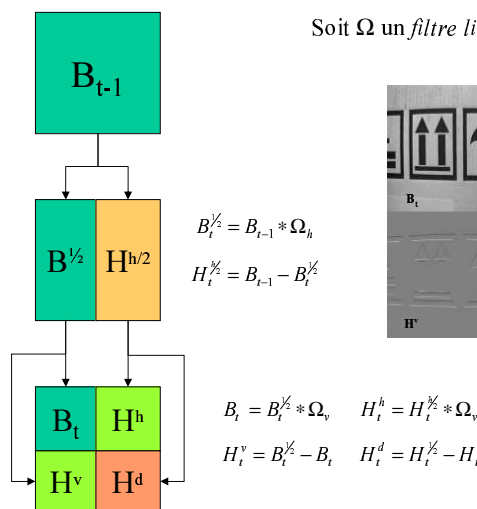 Soit Ω un filtre li
B_{t-1}
B^{½} H^{h/2}
B_t^{½} = B_{t-1} * Ω_h
H_t^{h/2} = B_{t-1} − B_t^{½}
B_t
H^v
B_t H^h
H^v H^d
B_t = B_t^{½} * Ω_v H_t^h = H_t^{h/2} * Ω_v
H_t^v = B_t^{½} − B_t H_t^d = H_t^{½} − H